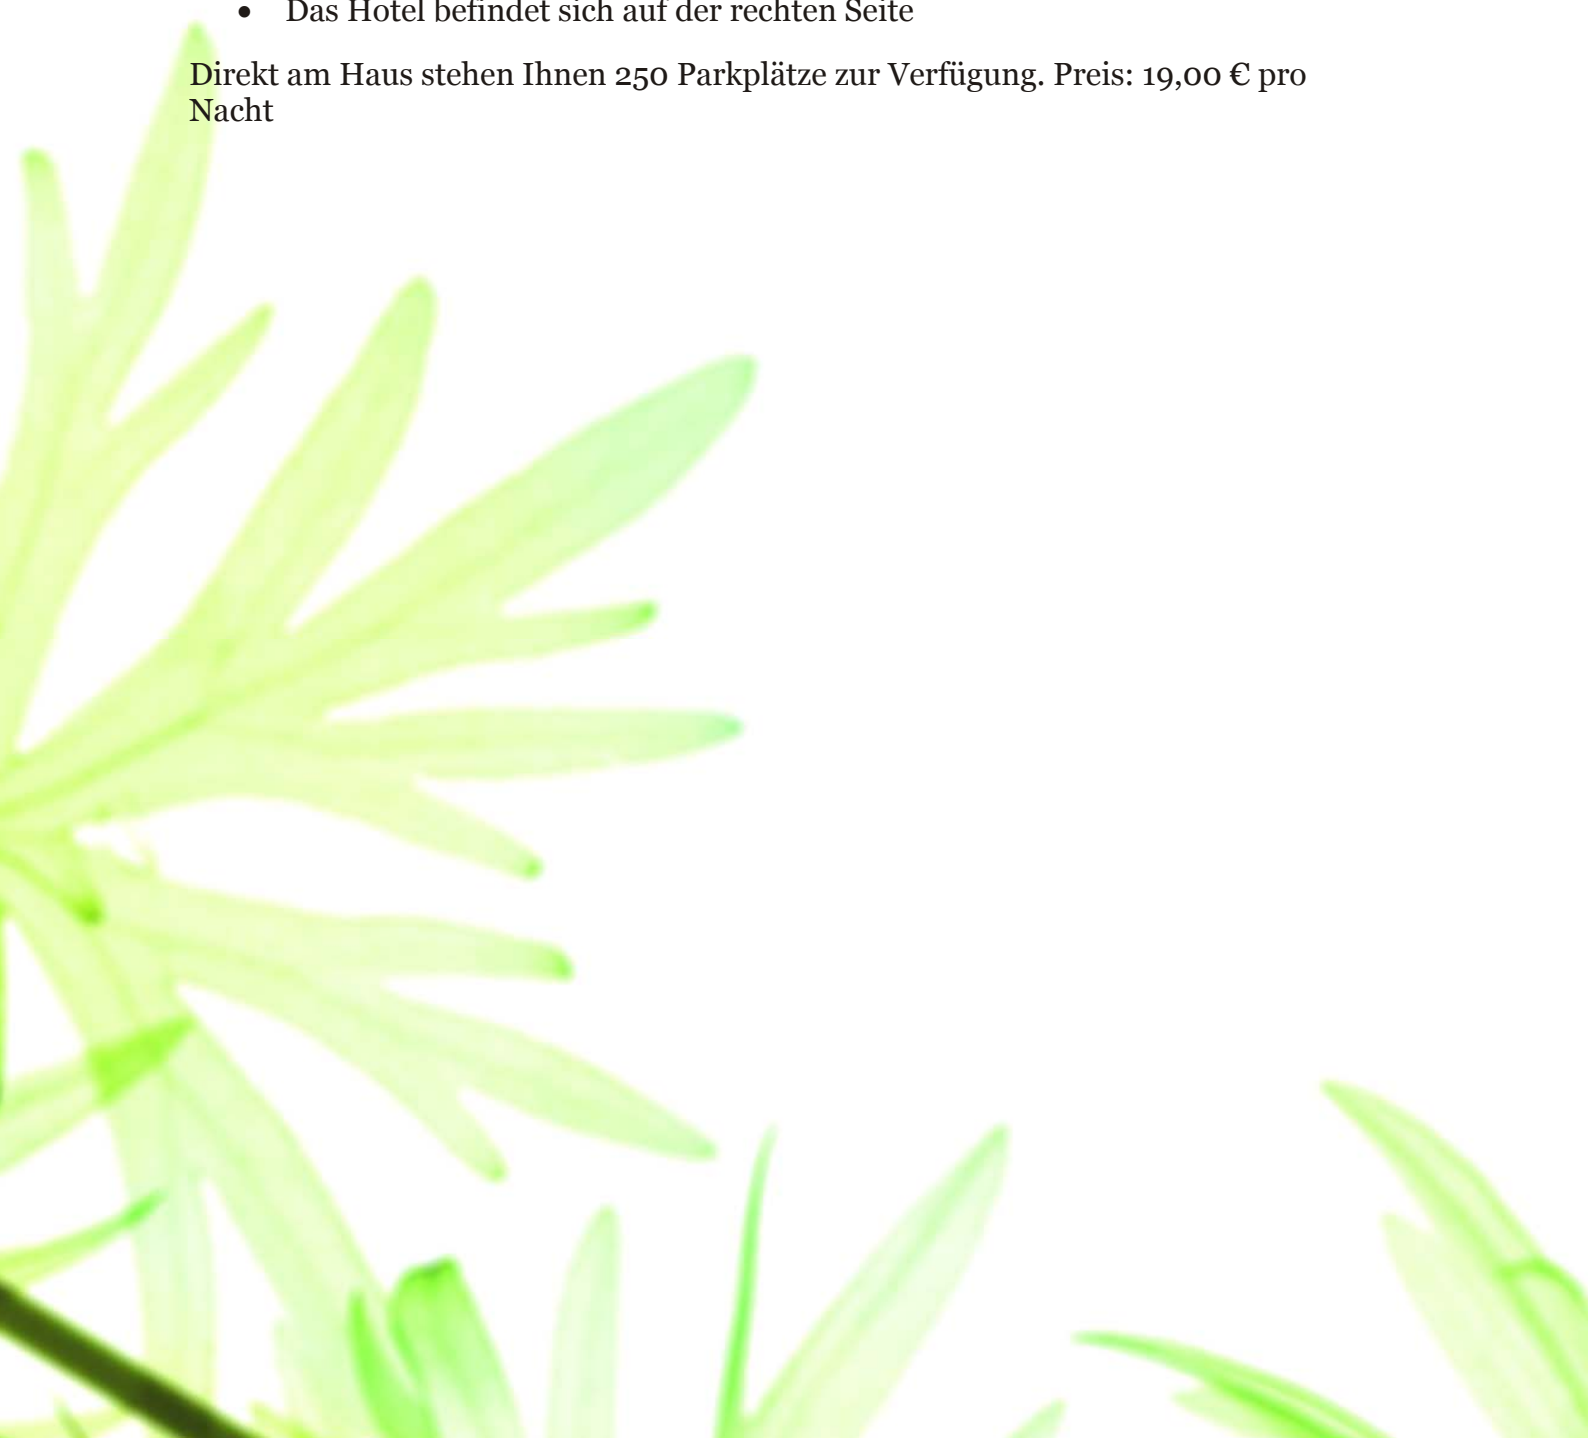 • Das Hotel befindet sich auf der rechten Seite
Direkt am Haus stehen Ihnen 250 Parkplätze zur Verfügung. Preis: 19,00 € pro
Nacht